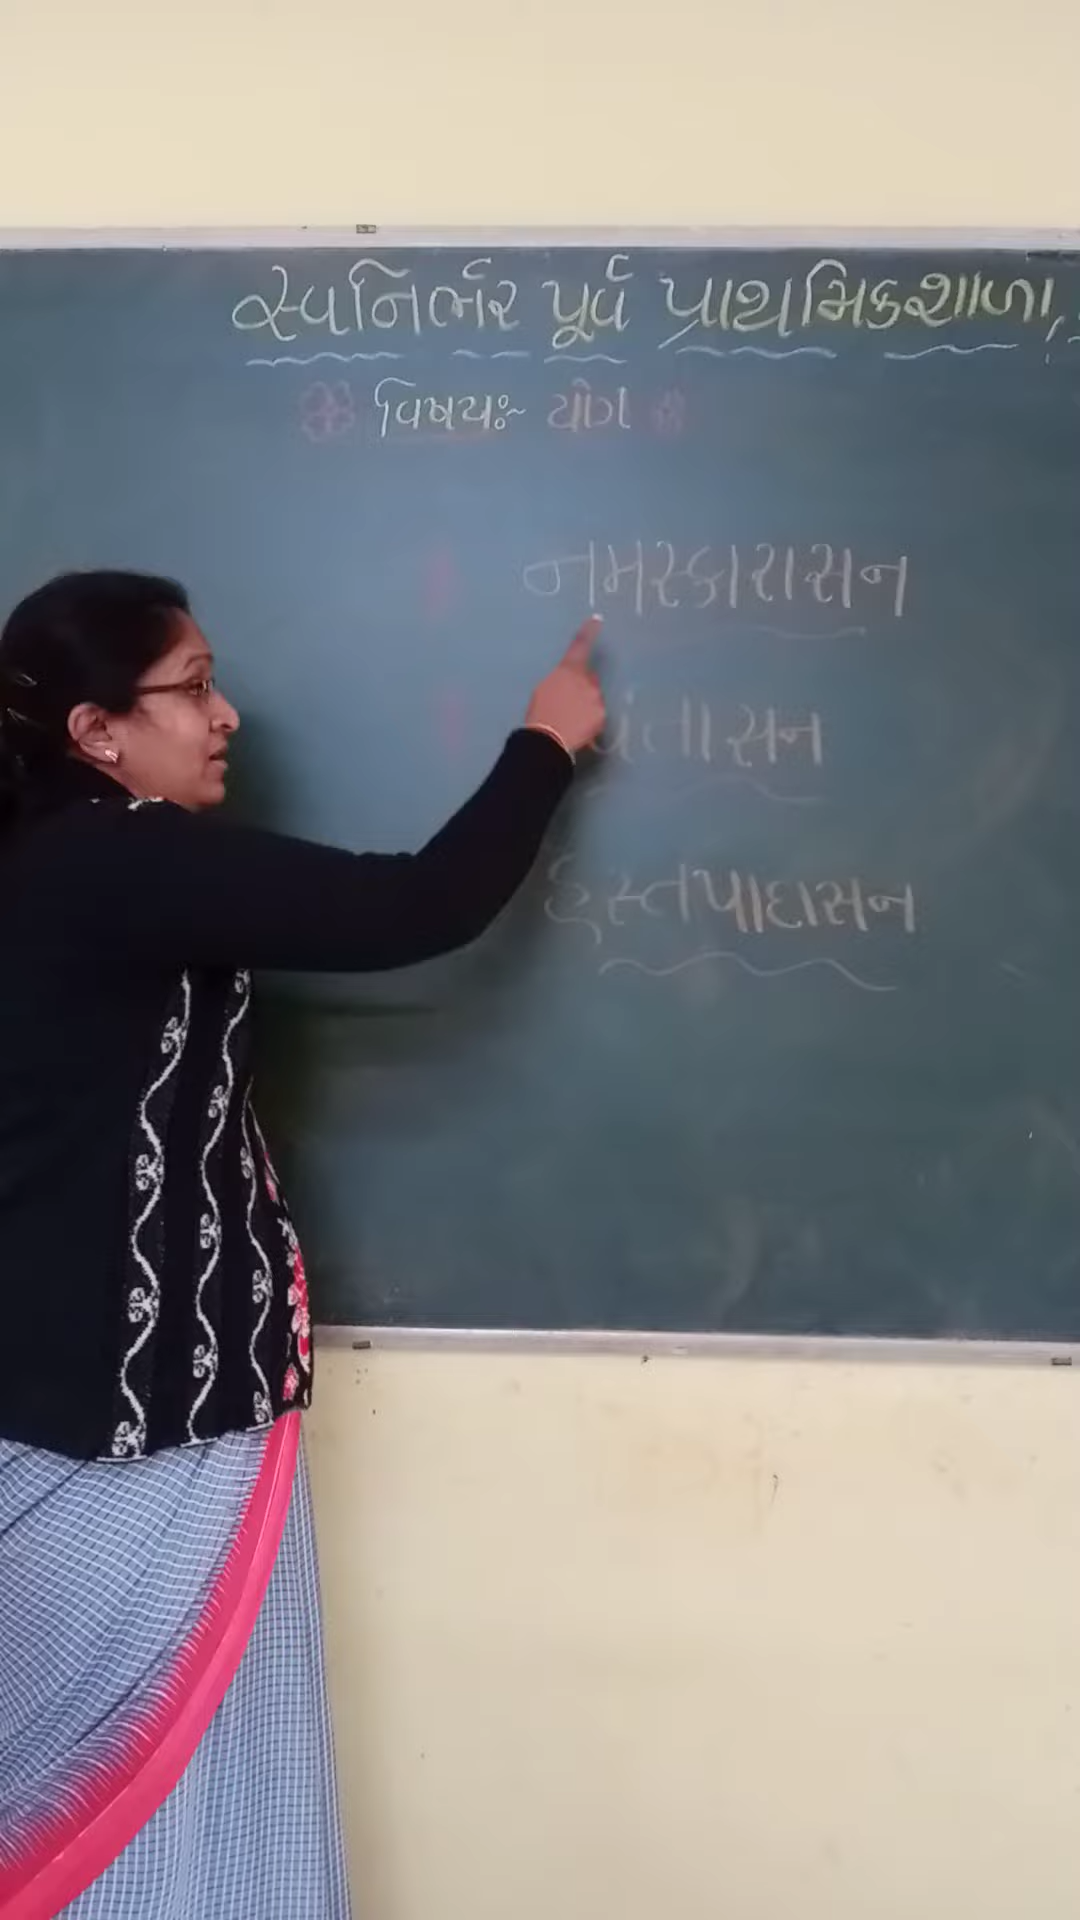 સ્વનિર્ભર પૂર્વ પ્રાથમિકશાળા,
વિષયઃ- યોગ
નમસ્કારાસન
હસ્તપાદાસન